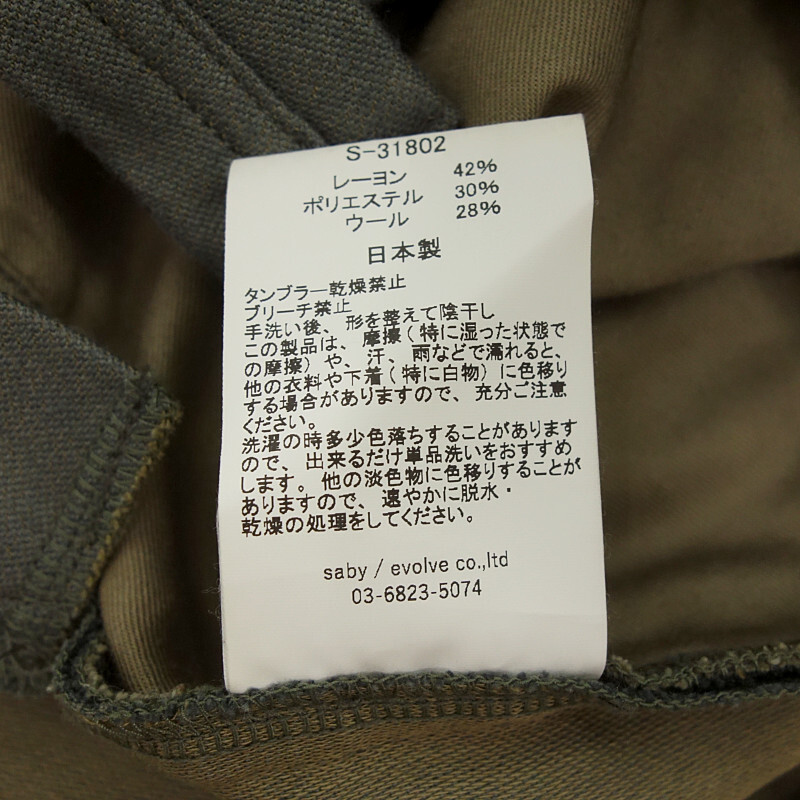 S-31802
レーヨン 42%
ポリエステル 30%
ウール 28%
日本製
タンブラー乾燥禁止
ブリーチ禁止
手洗い後、形を整えて陰干し
この製品は、摩擦(特に湿った状態で
の摩擦)や、汗、雨などで濡れると、
他の衣料や下着(特に白物)に色移り
する場合がありますので、充分ご注意
ください。
洗濯の時多少色落ちすることがあります
ので、出来るだけ単品洗いをおすすめ
します。他の淡色物に色移りすることが
ありますので、速やかに脱水・
乾燥の処理をしてください。
saby / evolve co.,ltd
03-6823-5074